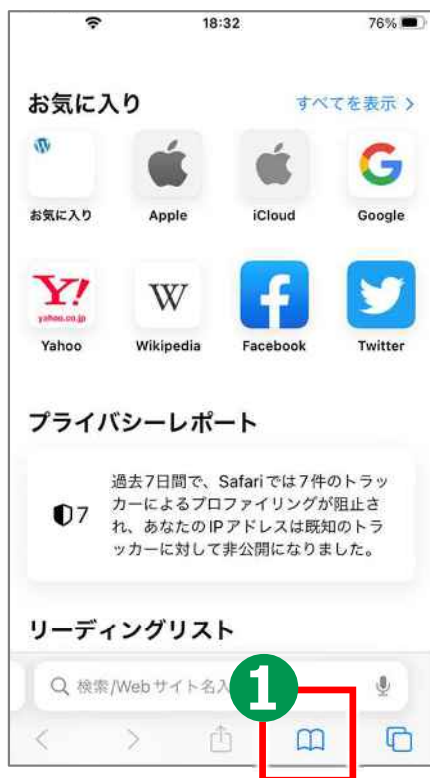 18:32
76%
お気に入り
すべてを表示 >
お気に入り
Apple
iCloud
Google
Y!
yahoo.co.jp
W
Yahoo
Wikipedia
Facebook
Twitter
プライバシーレポート
7
過去7日間で、Safariでは7件のトラッ
カーによるプロファイリングが阻止さ
れ、あなたのIPアドレスは既知のトラ
ッカーに対して非公開になりました。
リーディングリスト
検索/Webサイト名入
1